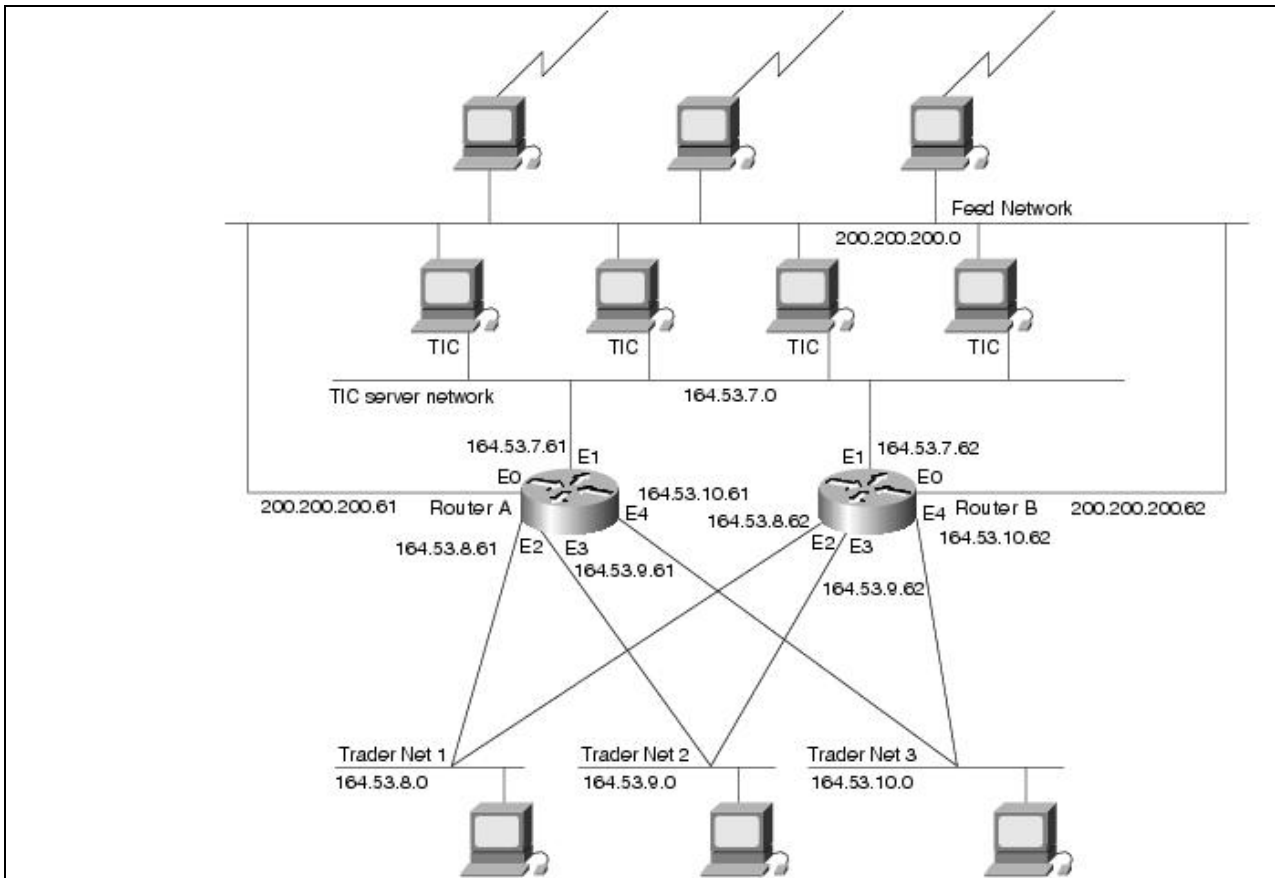 Feed Network
200.200.200.0
TIC
TIC
TIC
TIC
TIC server network
164.53.7.0
164.53.7.61
E1
E1
164.53.7.62
E0
E0
164.53.10.61
200.200.200.61
Router A
E4
164.53.8.62
E4
Router B
200.200.200.62
164.53.8.61
E2
E3
E2
E3
164.53.10.62
164.53.9.61
164.53.9.62
Trader Net 1
Trader Net 2
Trader Net 3
164.53.8.0
164.53.9.0
164.53.10.0